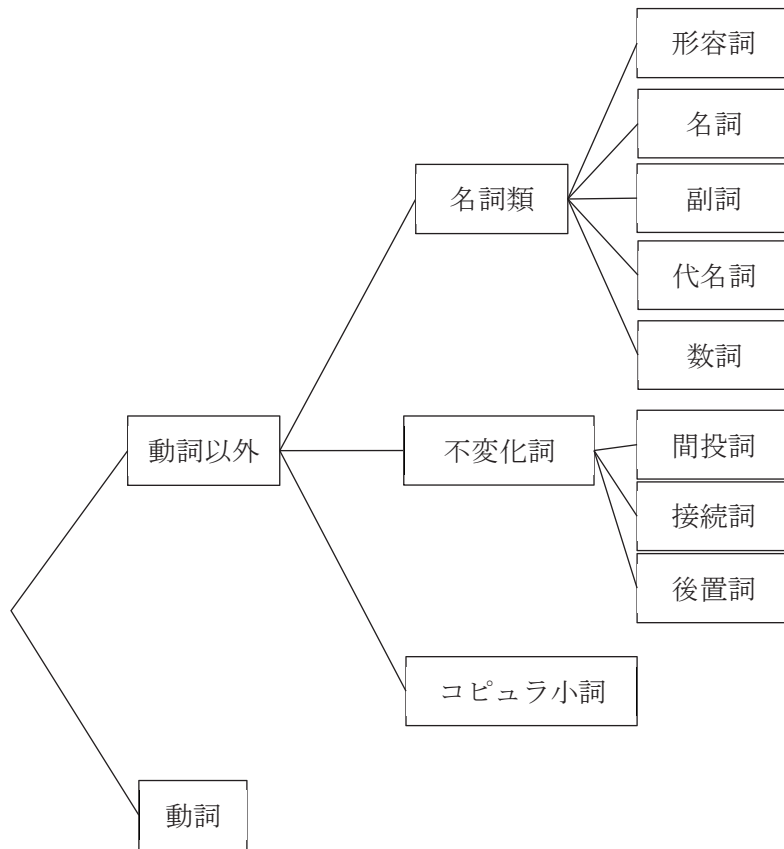 形容詞
名詞
名詞類
副詞
代名詞
数詞
動詞以外
不変化詞
間投詞
接続詞
後置詞
コピュラ小詞
動詞